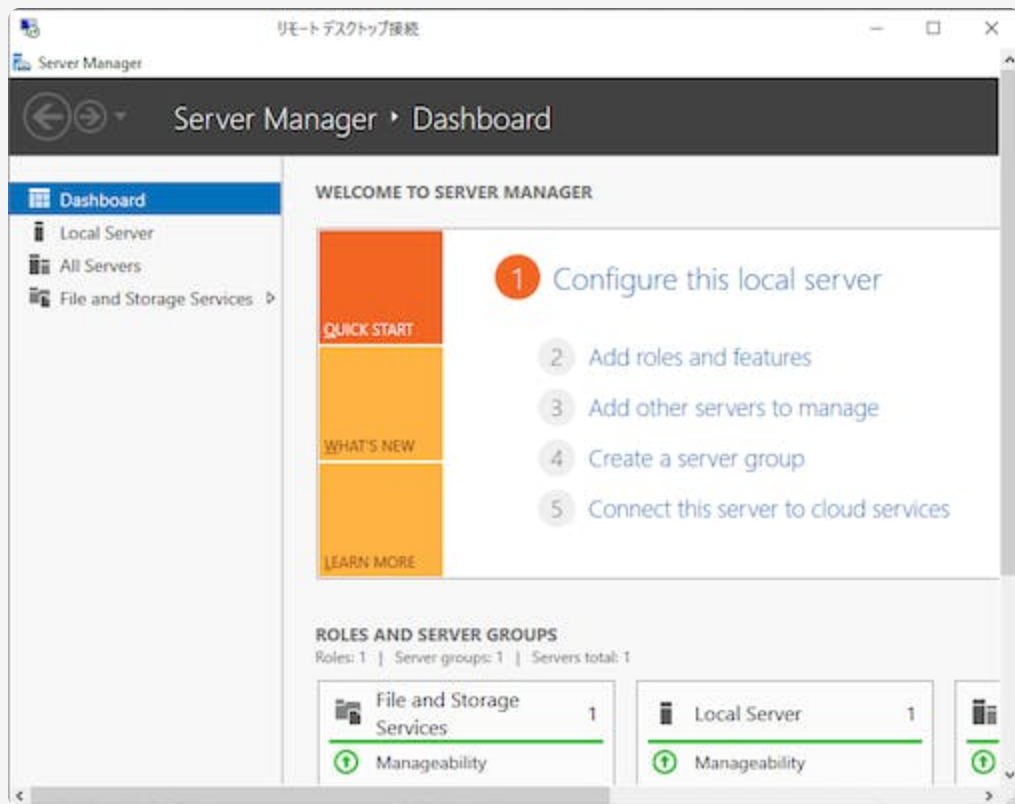 リモート デスクトップ接続
Server Manager
Server Manager ‣ Dashboard
Dashboard
Local Server
All Servers
File and Storage Services
WELCOME TO SERVER MANAGER
QUICK START
WHAT'S NEW
LEARN MORE
1 Configure this local server
2 Add roles and features
3 Add other servers to manage
4 Create a server group
5 Connect this server to cloud services
ROLES AND SERVER GROUPS
Roles: 1 | Server groups: 1 | Servers total: 1
File and Storage
Services
1
Manageability
Local Server 1
Manageability